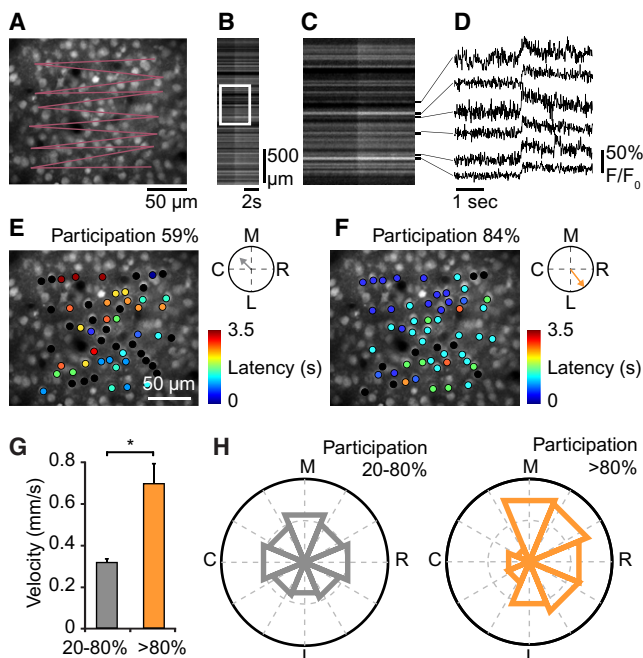 A
B
C
D
50 µm
500
µm
2s
1 sec
50%
F/F0
E
Participation 59%
M
C
R
L
3.5
Latency (s)
0
50 µm
F
Participation 84%
M
C
R
L
3.5
Latency (s)
0
G
*
Velocity (mm/s)
0.8
0.6
0.4
0.2
0
20-80%
>80%
H
Participation
20-80%
M
C
R
Participation
>80%
M
C
R